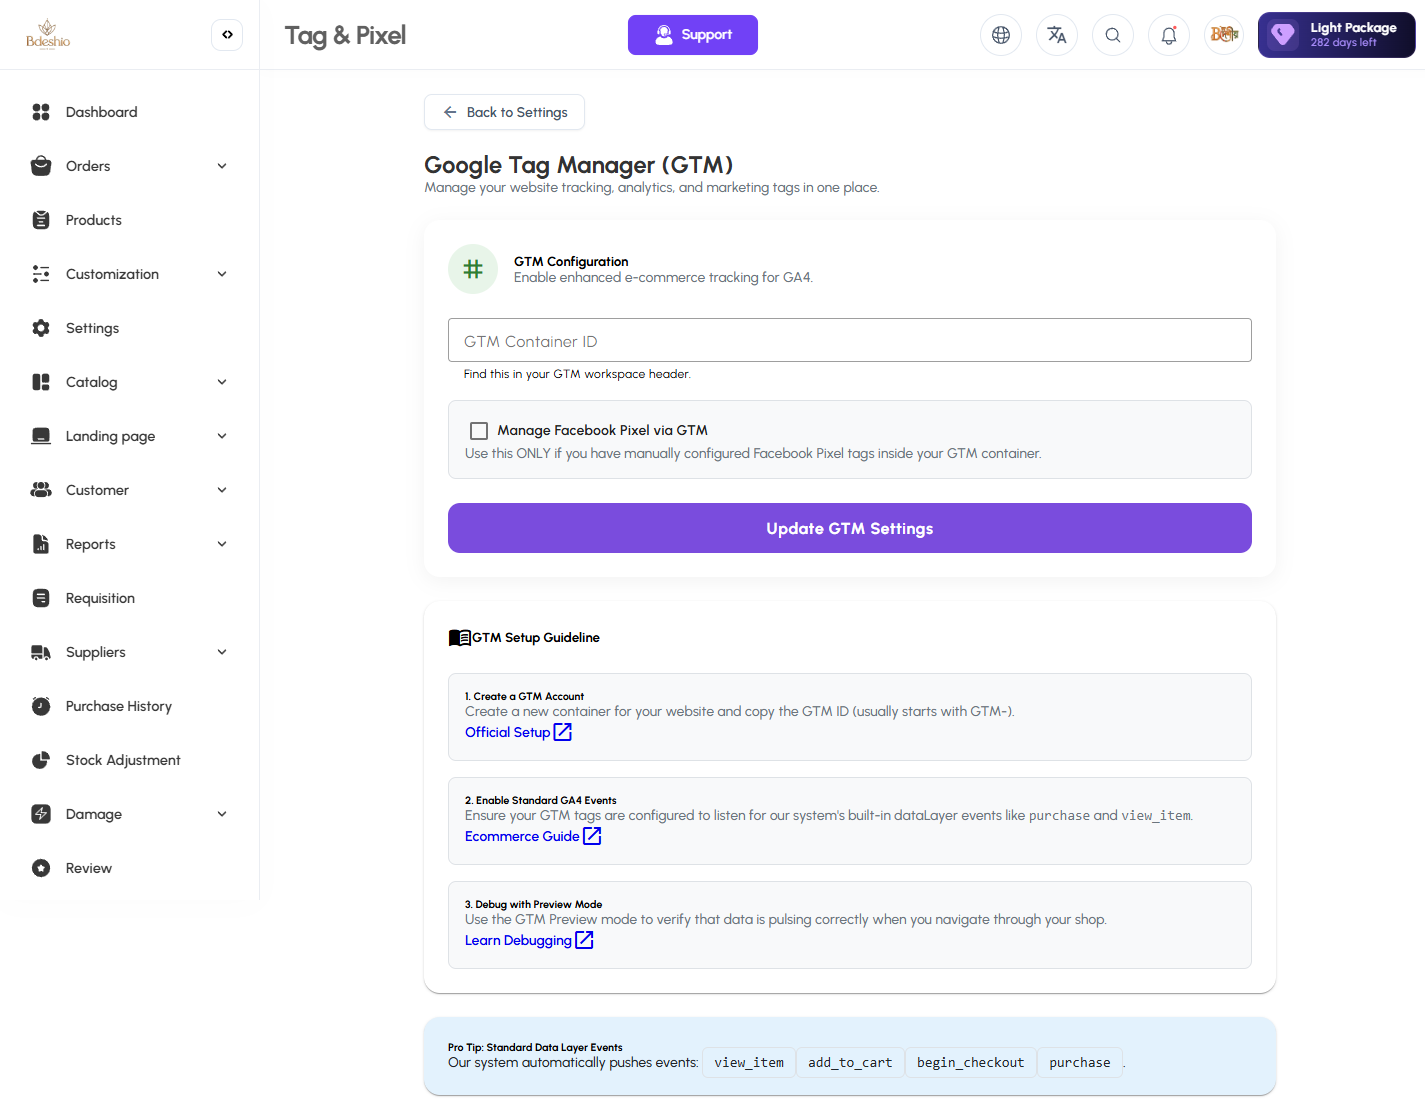 Bdeshio
Tag & Pixel
Support
Light Package
282 days left
Dashboard
Orders
Products
Customization
Settings
Catalog
Landing page
Customer
Reports
Requisition
Suppliers
Purchase History
Stock Adjustment
Damage
Review
Back to Settings
Google Tag Manager (GTM)
Manage your website tracking, analytics, and marketing tags in one place.
GTM Configuration
Enable enhanced e-commerce tracking for GA4.
GTM Container ID
Find this in your GTM workspace header.
Manage Facebook Pixel via GTM
Use this ONLY if you have manually configured Facebook Pixel tags inside your GTM container.
Update GTM Settings
GTM Setup Guideline
1. Create a GTM Account
Create a new container for your website and copy the GTM ID (usually starts with GTM-).
Official Setup
2. Enable Standard GA4 Events
Ensure your GTM tags are configured to listen for our system's built-in dataLayer events like purchase and view_item.
Ecommerce Guide
3. Debug with Preview Mode
Use the GTM Preview mode to verify that data is pulsing correctly when you navigate through your shop.
Learn Debugging
Pro Tip: Standard Data Layer Events
Our system automatically pushes events: view_item add_to_cart begin_checkout purchase .